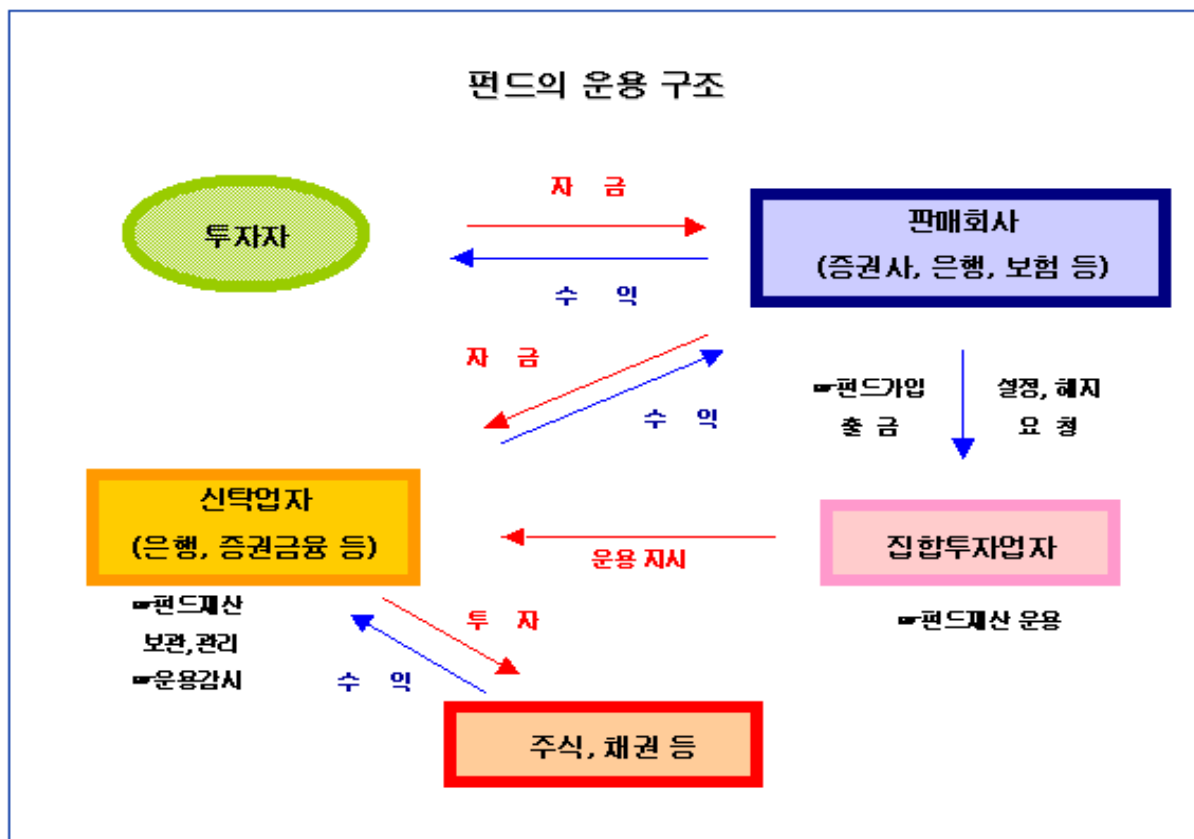 펀드의 운용 구조
자 금
투자자
판매회사
(증권사, 은행, 보험 등)
수 익
자 금
수 익
☞펀드가입
출 금
설정, 해지
요 청
신탁업자
(은행, 증권금융 등)
운용 지시
집합투자업자
☞펀드재산
보관,관리
☞운용감시
투 자
수 익
☞펀드재산 운용
주식, 채권 등